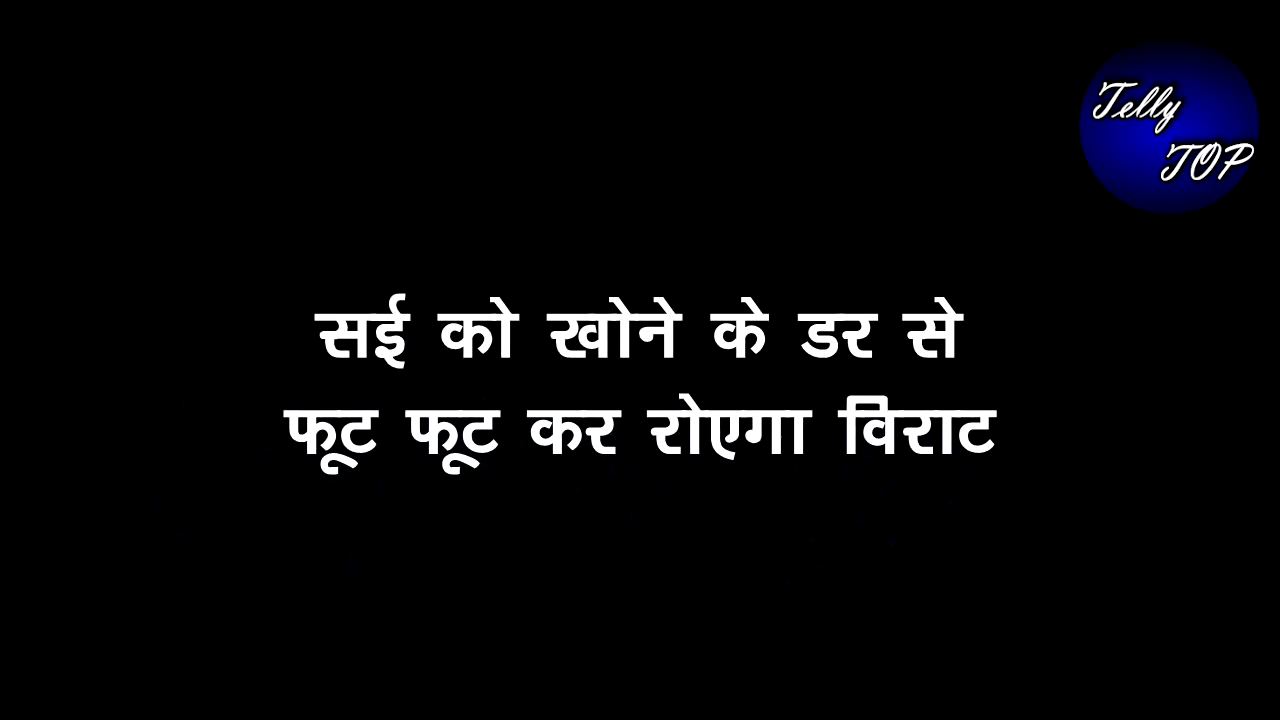 Telly
TOP
सई को खोने के डर से
फूट फूट कर रोएगा विराट